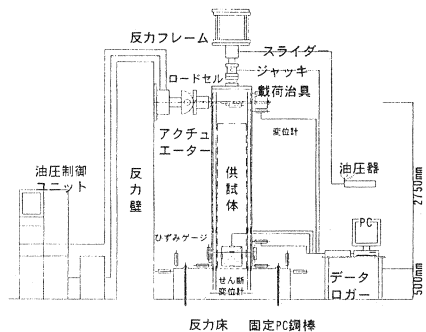 反力フレーム
スライダ
ジャッキ
ロードセル
載荷治具
アクチュ
エーター
変位計
油圧制御
ユニット
反力壁
供試体
油圧器
2750mm
PC
ひずみゲージ
せん断
変位計
データ
ロガー
500mm
反力床
固定PC鋼棒